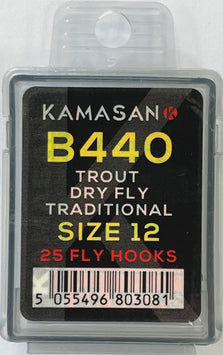 KAMASAN K
B440
TROUT
DRY FLY
TRADITIONAL
SIZE 12
25 FLY HOOKS
5 055496 803081